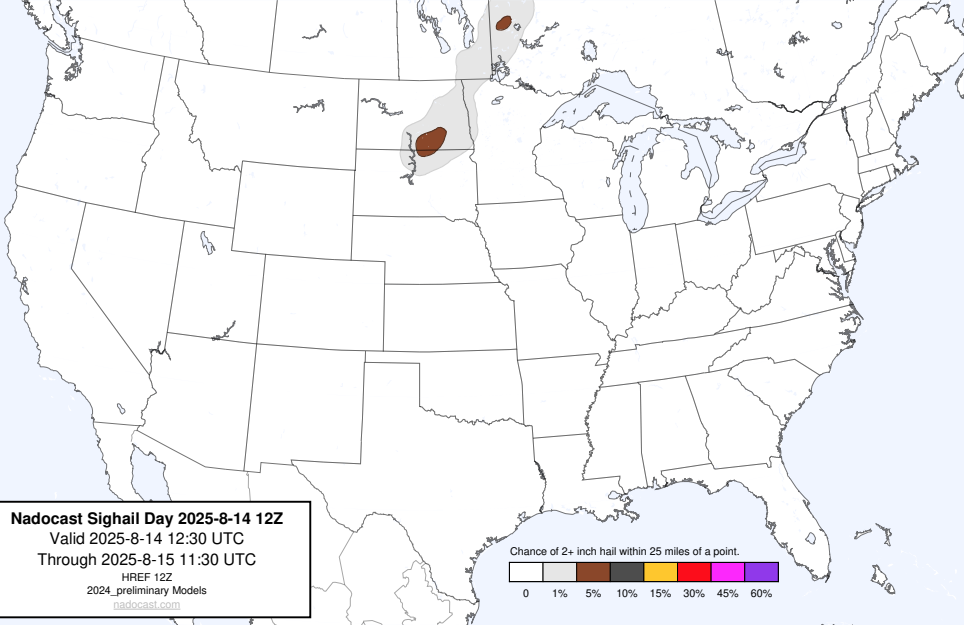 Nadocast Sighail Day 2025-8-14 12Z
Valid 2025-8-14 12:30 UTC
Through 2025-8-15 11:30 UTC
HREF 12Z
2024_preliminary Models
nadocast.com
Chance of 2+ inch hail within 25 miles of a point.
0 1% 5% 10% 15% 30% 45% 60%